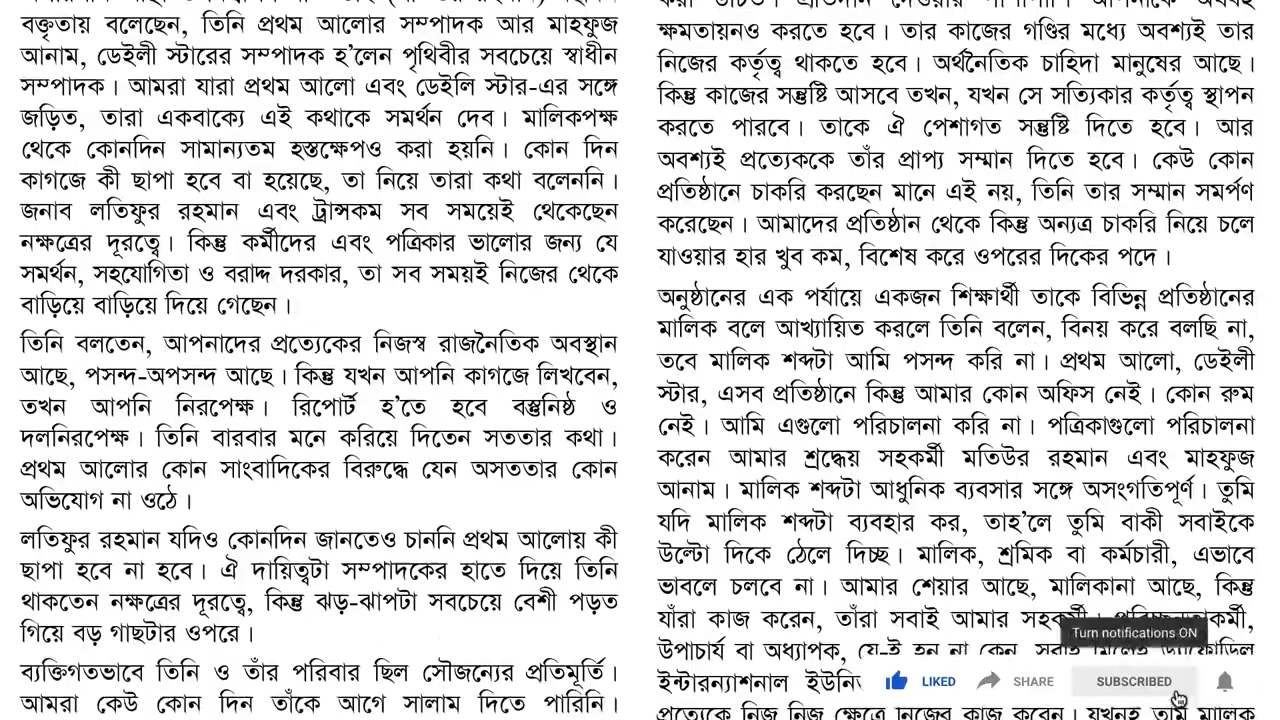 বক্তৃতায় বলেছেন, তিনি প্রথম আলোর সম্পাদক আর মাহফুজ
আনাম, ডেইলী স্টারের সম্পাদক হ'লেন পৃথিবীর সবচেয়ে স্বাধীন
সম্পাদক। আমরা যারা প্রথম আলো এবং ডেইলি স্টার-এর সঙ্গে
জড়িত, তারা একবাক্যে এই কথাকে সমর্থন দেব। মালিকপক্ষ
থেকে কোনদিন সামান্যতম হস্তক্ষেপও করা হয়নি। কোন দিন
কাগজে কী ছাপা হবে বা হয়েছে, তা নিয়ে তারা কথা বলেননি।
জনাব লতিফুর রহমান এবং ট্রান্সকম সব সময়েই থেকেছেন
নক্ষত্রের দূরত্বে। কিন্তু কর্মীদের এবং পত্রিকার ভালোর জন্য যে
সমর্থন, সহযোগিতা ও বরাদ্দ দরকার, তা সব সময়ই নিজের থেকে
বাড়িয়ে বাড়িয়ে দিয়ে গেছেন।
তিনি বলতেন, আপনাদের প্রত্যেকের নিজস্ব রাজনৈতিক অবস্থান
আছে, পসন্দ-অপসন্দ আছে। কিন্তু যখন আপনি কাগজে লিখবেন,
তখন আপনি নিরপেক্ষ। রিপোর্ট হ'তে হবে বস্তুনিষ্ঠ ও
দলনিরপেক্ষ। তিনি বারবার মনে করিয়ে দিতেন সততার কথা।
প্রথম আলোর কোন সাংবাদিকের বিরুদ্ধে যেন অসততার কোন
অভিযোগ না ওঠে।
লতিফুর রহমান যদিও কোনদিন জানতেও চাননি প্রথম আলোয় কী
ছাপা হবে না হবে। ঐ দায়িত্বটা সম্পাদকের হাতে দিয়ে তিনি
থাকতেন নক্ষত্রের দূরত্বে, কিন্তু ঝড়-ঝাপটা সবচেয়ে বেশী পড়ত
গিয়ে বড় গাছটার ওপরে।
ব্যক্তিগতভাবে তিনি ও তাঁর পরিবার ছিল সৌজন্যের প্রতিমূর্তি।
আমরা কেউ কোন দিন তাঁকে আগে সালাম দিতে পারিনি।
ক্ষমতায়নও করতে হবে। তার কাজের গণ্ডির মধ্যে অবশ্যই তার
নিজের কর্তৃত্ব থাকতে হবে। অর্থনৈতিক চাহিদা মানুষের আছে।
কিন্তু কাজের সন্তুষ্টি আসবে তখন, যখন সে সত্যিকার কর্তৃত্ব স্থাপন
করতে পারবে। তাকে ঐ পেশাগত সন্তুষ্টি দিতে হবে। আর
অবশ্যই প্রত্যেককে তাঁর প্রাপ্য সম্মান দিতে হবে। কেউ কোন
প্রতিষ্ঠানে চাকরি করছেন মানে এই নয়, তিনি তার সম্মান সমর্পণ
করেছেন। আমাদের প্রতিষ্ঠান থেকে কিন্তু অন্যত্র চাকরি নিয়ে চলে
যাওয়ার হার খুব কম, বিশেষ করে ওপরের দিকের পদে।
অনুষ্ঠানের এক পর্যায়ে একজন শিক্ষার্থী তাকে বিভিন্ন প্রতিষ্ঠানের
মালিক বলে আখ্যায়িত করলে তিনি বলেন, বিনয় করে বলছি না,
তবে মালিক শব্দটা আমি পসন্দ করি না। প্রথম আলো, ডেইলী
স্টার, এসব প্রতিষ্ঠানে কিন্তু আমার কোন অফিস নেই। কোন রুম
নেই। আমি এগুলো পরিচালনা করি না। পত্রিকাগুলো পরিচালনা
করেন আমার শ্রদ্ধেয় সহকর্মী মতিউর রহমান এবং মাহফুজ
আনাম। মালিক শব্দটা আধুনিক ব্যবসার সঙ্গে অসংগতিপূর্ণ। তুমি
যদি মালিক শব্দটা ব্যবহার কর, তাহ'লে তুমি বাকী সবাইকে
উল্টো দিকে ঠেলে দিচ্ছ। মালিক, শ্রমিক বা কর্মচারী, এভাবে
ভাবলে চলবে না। আমার শেয়ার আছে, মালিকানা আছে, কিন্তু
যাঁরা কাজ করেন, তাঁরা সবাই আমার সহকর্মী।
উপাচার্য বা অধ্যাপক, যে-ই হন না কেন,
ইন্টারন্যাশনাল
প্রত্যেকে নিজ নিজ ক্ষেত্রে নিজের কাজ করেন। যখনই তুমি মালিক
Turn notifications ON
LIKED SHARE SUBSCRIBED